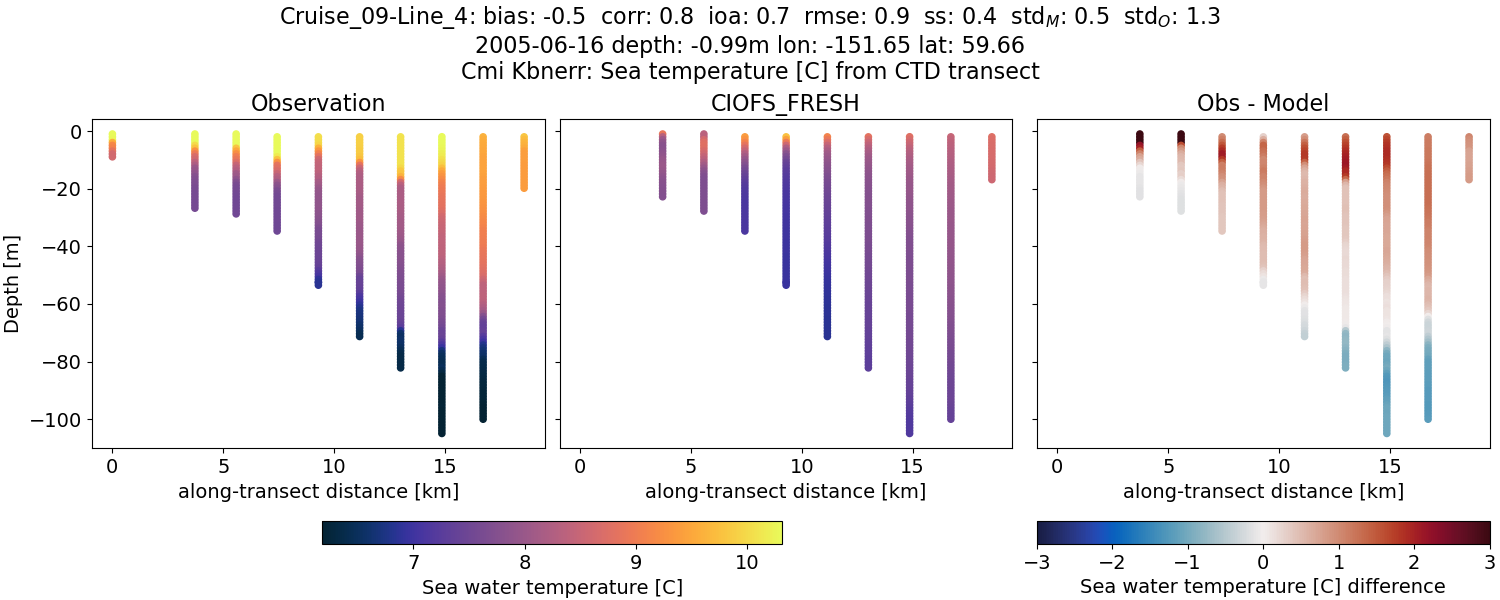 Cruise_09-Line_4: bias: -0.5  corr: 0.8  ioa: 0.7  rmse: 0.9  ss: 0.4  std_M: 0.5  std_O: 1.3
2005-06-16 depth: -0.99m lon: -151.65 lat: 59.66
Cmi Kbnerr: Sea temperature [C] from CTD transect
Observation
CIOFS_FRESH
Obs - Model
Depth [m]
0
−20
−40
−60
−80
−100
0 5 10 15
0 5 10 15
0 5 10 15
along-transect distance [km]
along-transect distance [km]
along-transect distance [km]
7 8 9 10
Sea water temperature [C]
−3 −2 −1 0 1 2 3
Sea water temperature [C] difference